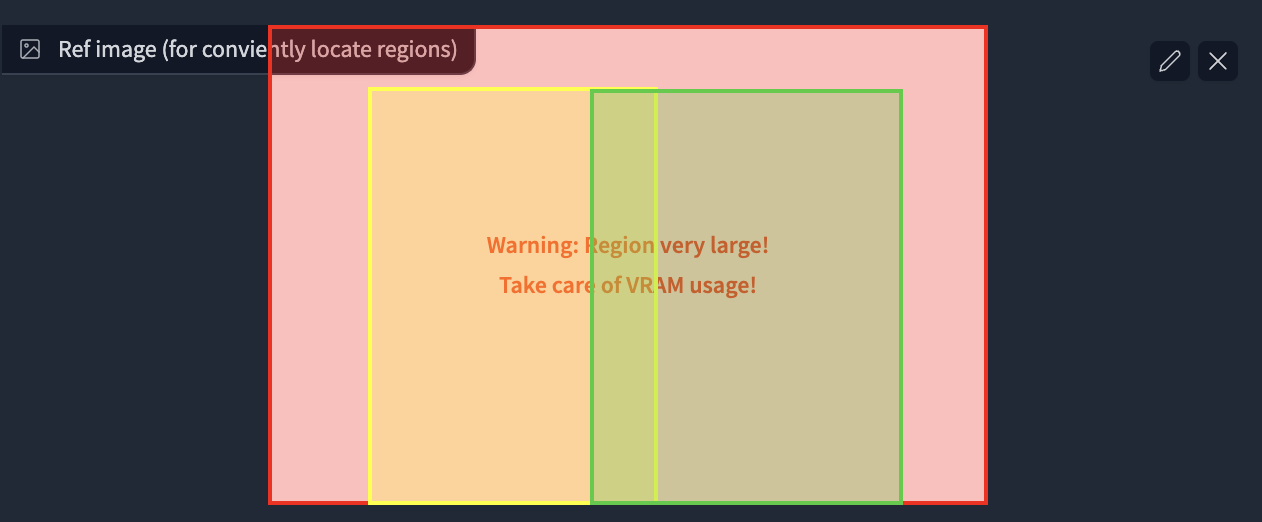 Ref image (for conviently locate regions)
Warning: Region very large!
Take care of VRAM usage!